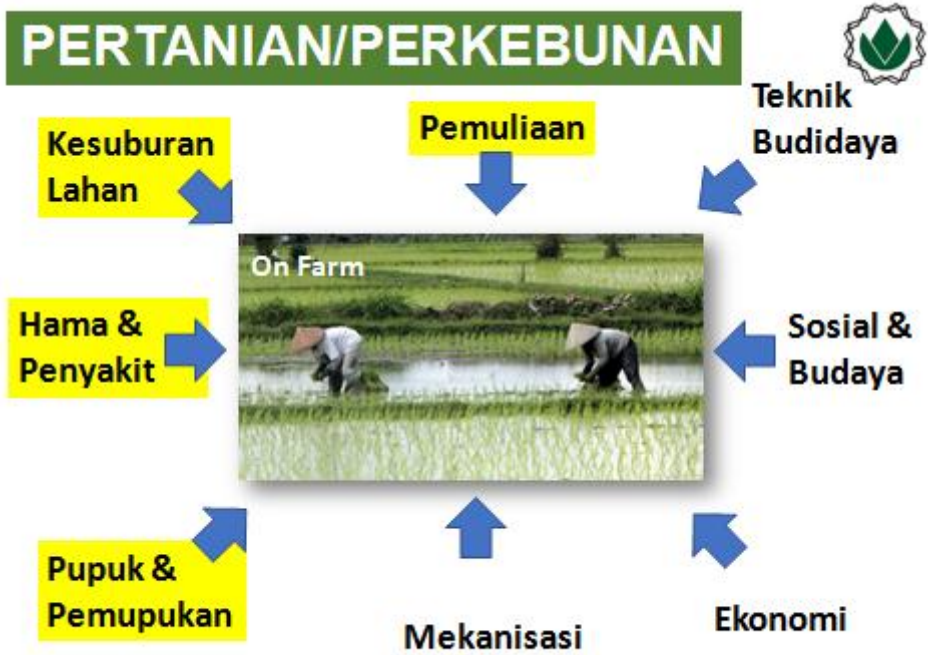 PERTANIAN/PERKEBUNAN
Kesuburan
Lahan
Pemuliaan
Teknik
Budidaya
On Farm
Hama &
Penyakit
Sosial &
Budaya
Pupuk &
Pemupukan
Mekanisasi
Ekonomi